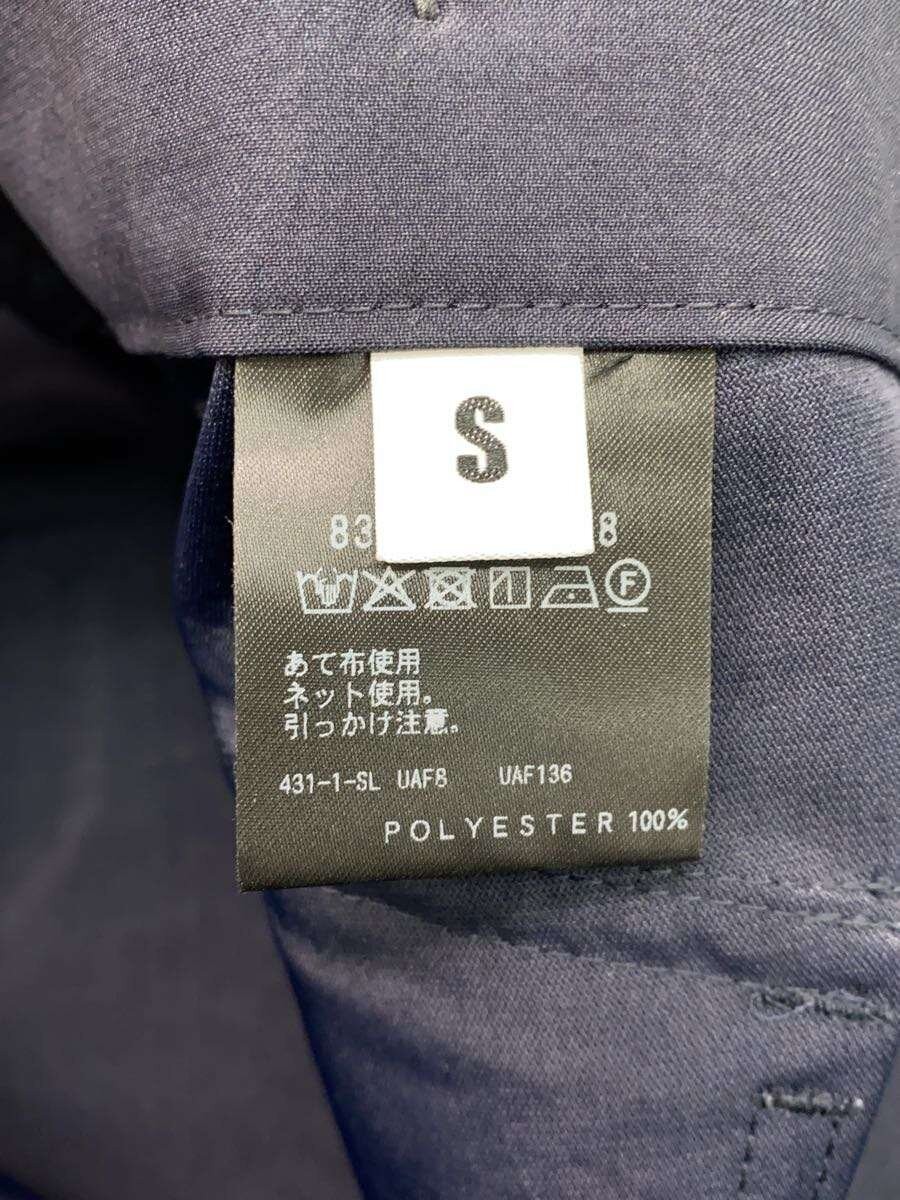 S
83 8
F
あて布使用
ネット使用。
引っかけ注意。
431-1-SL UAF8 UAF136
POLYESTER 100%